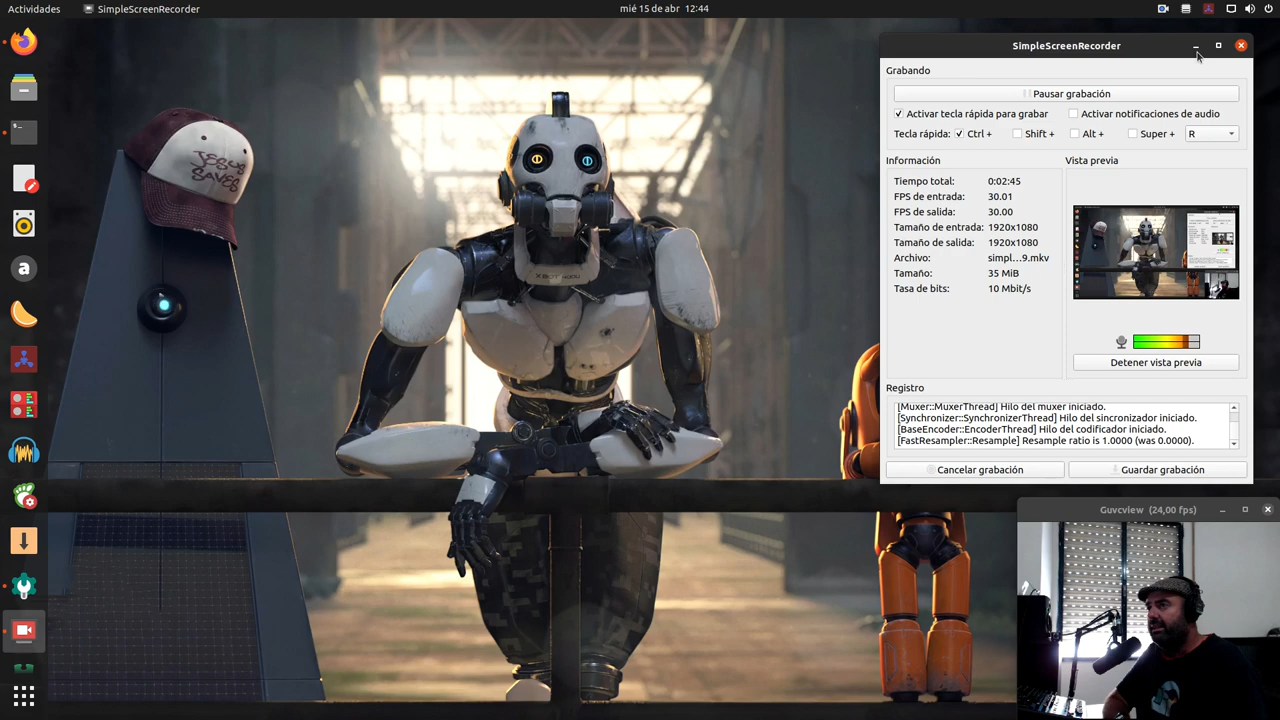 Actividades
SimpleScreenRecorder
mié 15 de abr 12:44
JESUS
SAVES
SimpleScreenRecorder
Grabando
Pausar grabación
Activar tecla rápida para grabar
Activar notificaciones de audio
Tecla rápida:
Ctrl +
Shift +
Alt +
Super +
R
Información
Vista previa
Tiempo total: 0:02:45
FPS de entrada: 30.01
FPS de salida: 30.00
Tamaño de entrada: 1920x1080
Tamaño de salida: 1920x1080
Archivo: simpl...9.mkv
Tamaño: 35 MiB
Tasa de bits: 10 Mbit/s
Detener vista previa
Registro
[Muxer::MuxerThread] Hilo del muxer iniciado.
[Synchronizer::SynchronizerThread] Hilo del sincronizador iniciado.
[BaseEncoder::EncoderThread] Hilo del codificador iniciado.
[FastResampler::Resample] Resample ratio is 1.0000 (was 0.0000).
Cancelar grabación
Guardar grabación
Guvcview (24,00 fps)
a